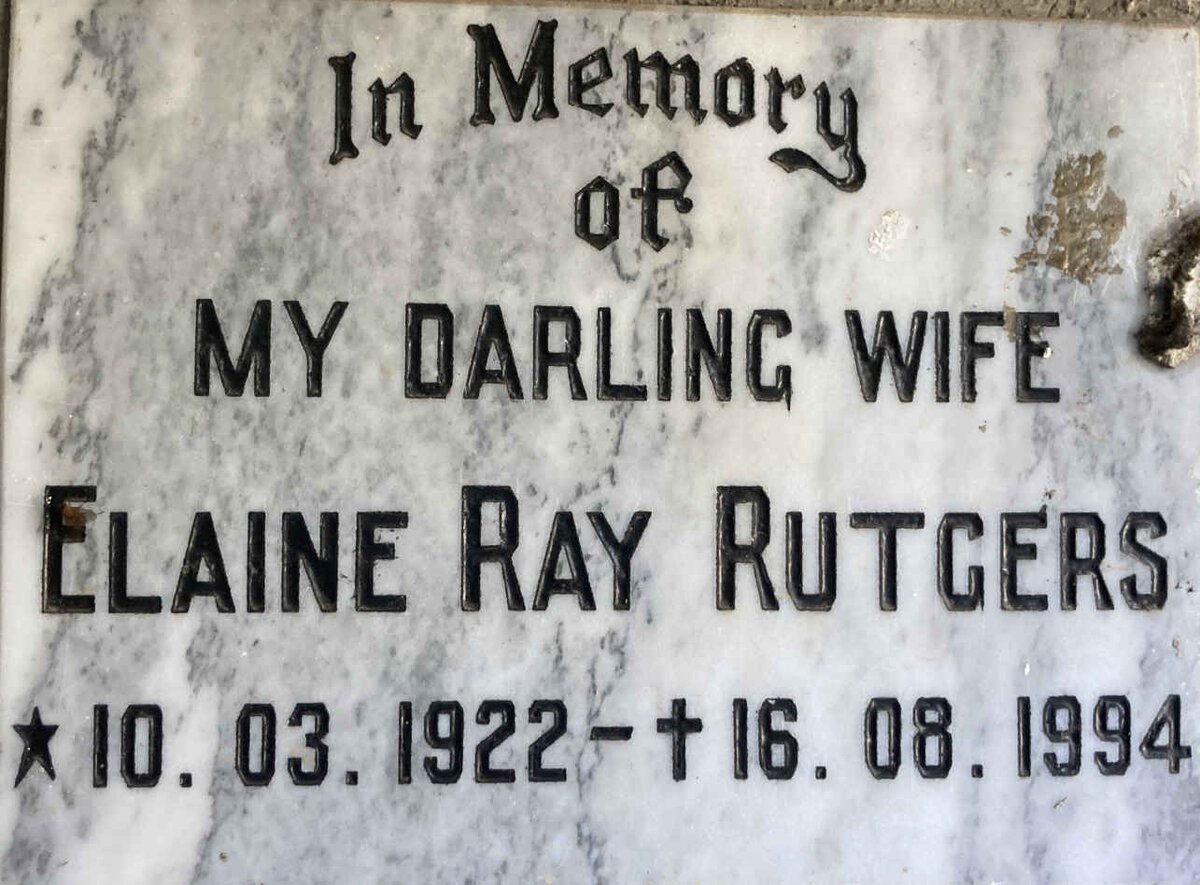 In Memory
of
MY DARLING WIFE
ELAINE RAY RUTGERS
★ 10. 03. 1922 – † 16. 08. 1994